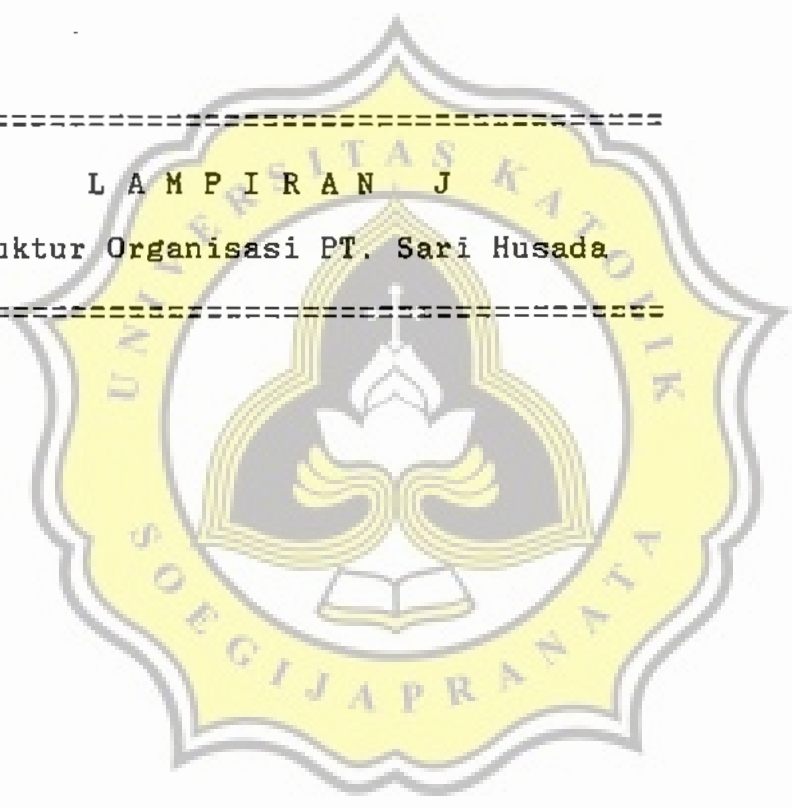 ==========================================
L A M P I R A N   J
uktur Organisasi PT. Sari Husada
==========================================
UNIVERSITAS KATOLIK
SOEGIJAPRANATA